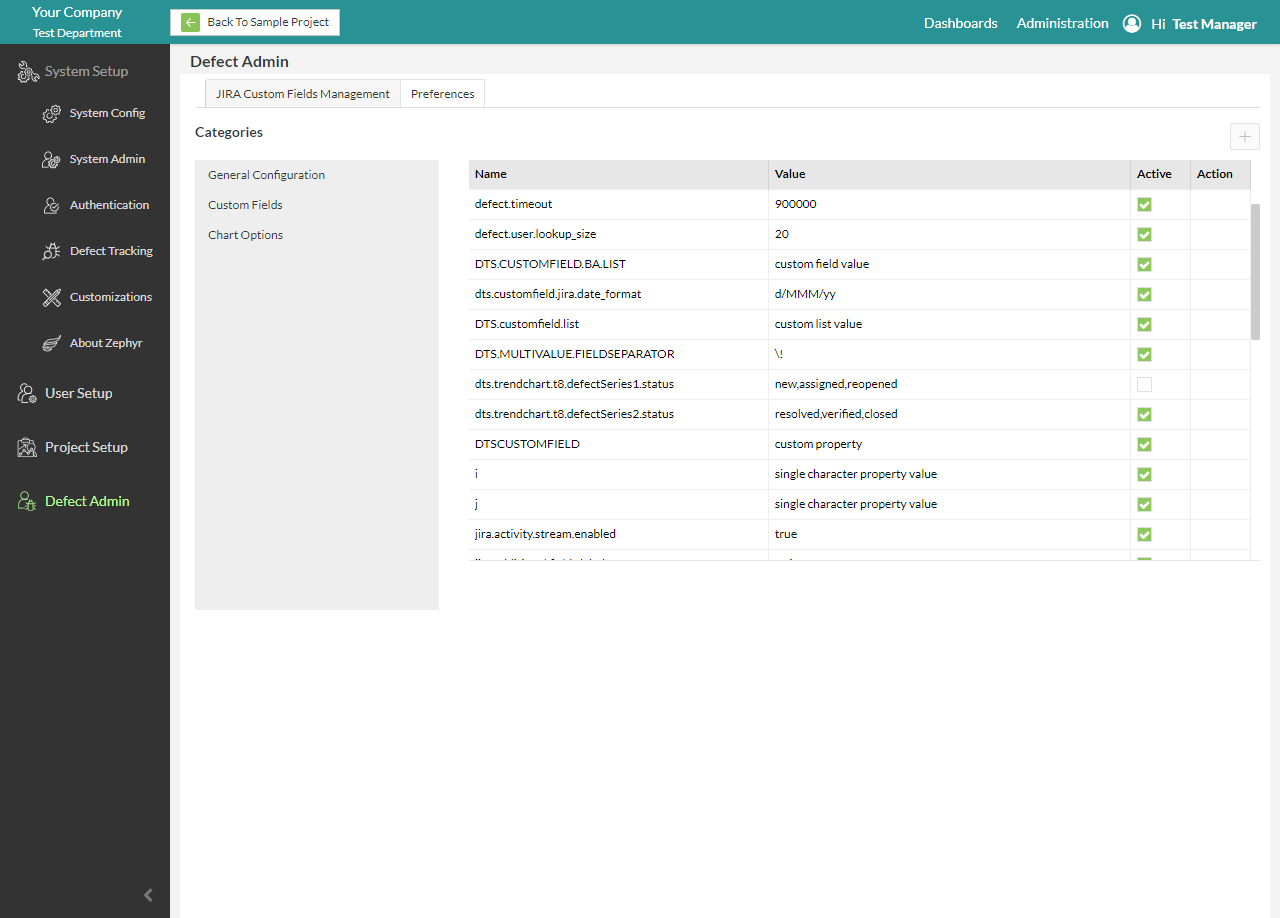 Your Company
Test Department
Back To Sample Project
Dashboards Administration Hi Test Manager
System Setup
System Config
System Admin
Authentication
Defect Tracking
Customizations
About Zephyr
User Setup
Project Setup
Defect Admin
Defect Admin
JIRA Custom Fields Management Preferences
Categories
General Configuration
Custom Fields
Chart Options
Name Value Active Action
defect.timeout 900000
defect.user.lookup_size 20
DTS.CUSTOMFIELD.BA.LIST custom field value
dts.customfield.jira.date_format d/MMM/yy
DTS.customfield.list custom list value
DTS.MULTIVALUE.FIELDSEPARATOR \!
dts.trendchart.t8.defectSeries1.status new,assigned,reopened
dts.trendchart.t8.defectSeries2.status resolved,verified,closed
DTSCUSTOMFIELD custom property
i single character property value
j single character property value
jira.activity.stream.enabled true